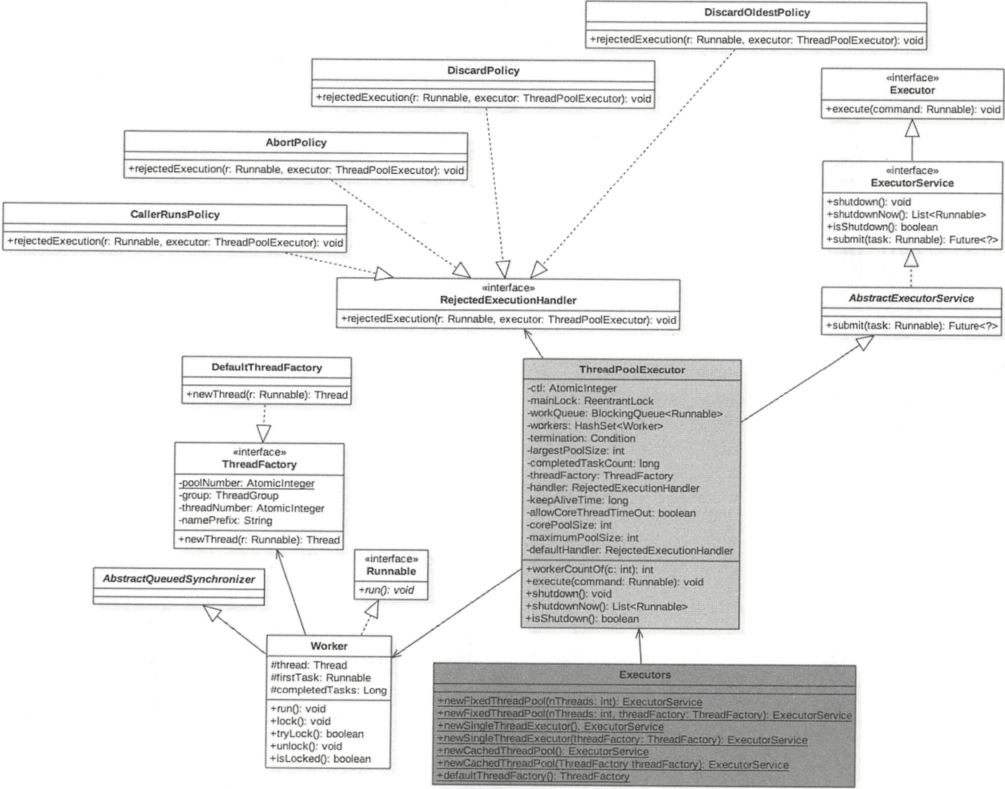 DiscardOldestPolicy
+rejectedExecution(r: Runnable, executor: ThreadPoolExecutor): void
DiscardPolicy
+rejectedExecution(r: Runnable, executor: ThreadPoolExecutor): void
«interface»
Executor
+execute(command: Runnable): void
AbortPolicy
+rejectedExecution(r: Runnable, executor: ThreadPoolExecutor): void
«interface»
ExecutorService
+shutdown(): void
+shutdownNow(): List<Runnable>
+isShutdown(): boolean
+submit(task: Runnable): Future<?>
CallerRunsPolicy
+rejectedExecution(r: Runnable, executor: ThreadPoolExecutor): void
«interface»
RejectedExecutionHandler
+rejectedExecution(r: Runnable, executor: ThreadPoolExecutor): void
AbstractExecutorService
+submit(task: Runnable): Future<?>
DefaultThreadFactory
+newThread(r: Runnable): Thread
ThreadPoolExecutor
-ctl: AtomicInteger
-mainLock: ReentrantLock
-workQueue: BlockingQueue<Runnable>
-workers: HashSet<Worker>
-termination: Condition
-largestPoolSize: int
-completedTaskCount: long
-threadFactory: ThreadFactory
-handler: RejectedExecutionHandler
-keepAliveTime: long
-allowCoreThreadTimeOut: boolean
-corePoolSize: int
-maximumPoolSize: int
-defaultHandler: RejectedExecutionHandler
+workerCountOf(c: int): int
+execute(command: Runnable): void
+shutdown(): void
+shutdownNow(): List<Runnable>
+isShutdown(): boolean
«interface»
ThreadFactory
-poolNumber: AtomicInteger
-group: ThreadGroup
-threadNumber: AtomicInteger
-namePrefix: String
+newThread(r: Runnable): Thread
«interface»
Runnable
+run(): void
AbstractQueuedSynchronizer
Worker
#thread: Thread
#firstTask: Runnable
#completedTasks: Long
+run(): void
+lock(): void
+tryLock(): boolean
+unlock(): void
+isLocked(): boolean
Executors
+newFixedThreadPool(nThreads: int): ExecutorService
+newFixedThreadPool(nThreads: int, threadFactory: ThreadFactory): ExecutorService
+newSingleThreadExecutor(): ExecutorService
+newSingleThreadExecutor(threadFactory: ThreadFactory): ExecutorService
+newCachedThreadPool(): ExecutorService
+newCachedThreadPool(ThreadFactory threadFactory): ExecutorService
+defaultThreadFactory(): ThreadFactory